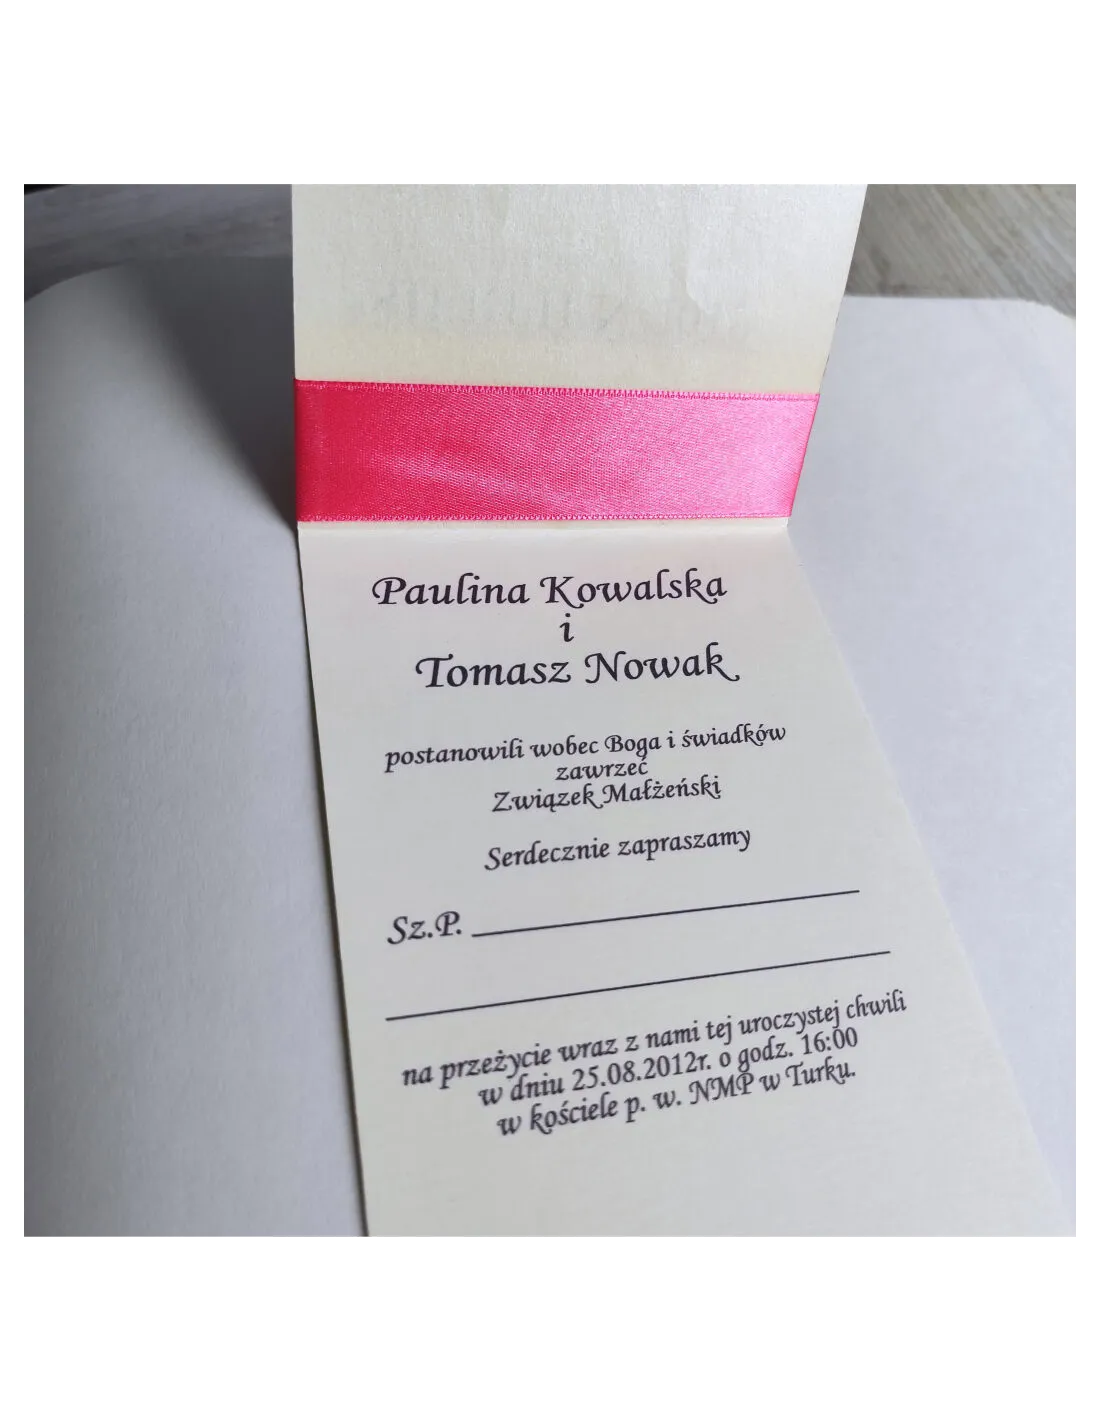 Paulina Kowalska
i
Tomasz Nowak
postanowili wobec Boga i świadków
zawrzeć
Związek Małżeński
Serdecznie zapraszamy
Sz.P.
na przeżycie wraz z nami tej uroczystej chwili
w dniu 25.08.2012r. o godz. 16:00
w kościele p. w. NMP w Turku.